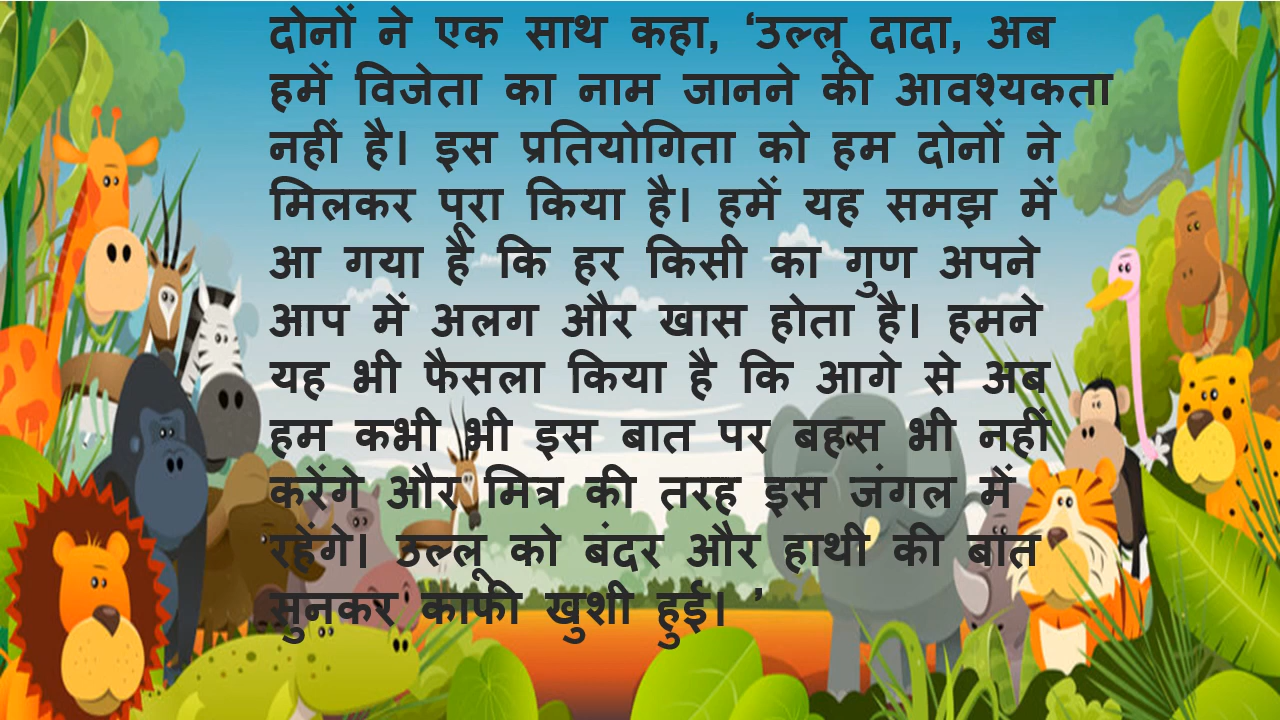 दोनों ने एक साथ कहा, ‘उल्लू दादा, अब
हमें विजेता का नाम जानने की आवश्यकता
नहीं है। इस प्रतियोगिता को हम दोनों ने
मिलकर पूरा किया है। हमें यह समझ में
आ गया है कि हर किसी का गुण अपने
आप में अलग और खास होता है। हमने
यह भी फैसला किया है कि आगे से अब
हम कभी भी इस बात पर बहस भी नहीं
करेंगे और मित्र की तरह इस जंगल में
रहेंगे। उल्लू को बंदर और हाथी की बात
सुनकर काफी खुशी हुई। ’